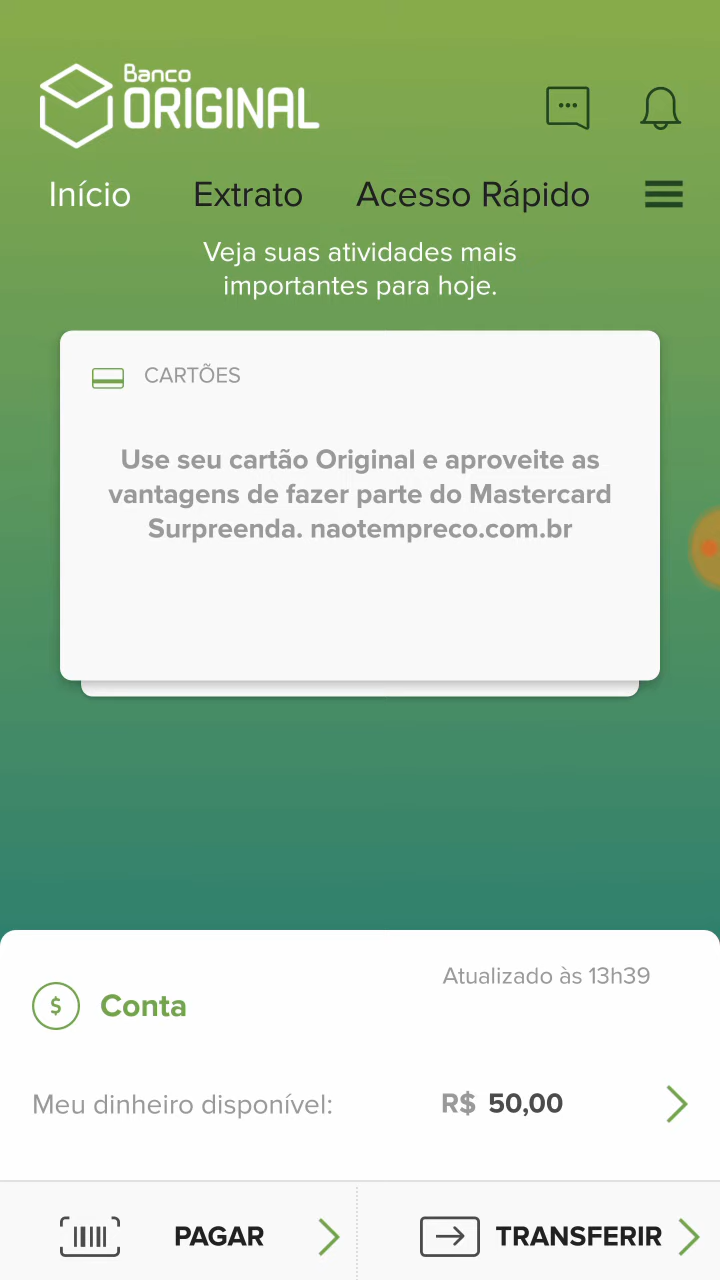 Banco
ORIGINAL
Início Extrato Acesso Rápido
Veja suas atividades mais
importantes para hoje.
CARTÕES
Use seu cartão Original e aproveite as
vantagens de fazer parte do Mastercard
Surpreenda. naotempreco.com.br
Atualizado às 13h39
$ Conta
Meu dinheiro disponível: R$ 50,00
PAGAR TRANSFERIR